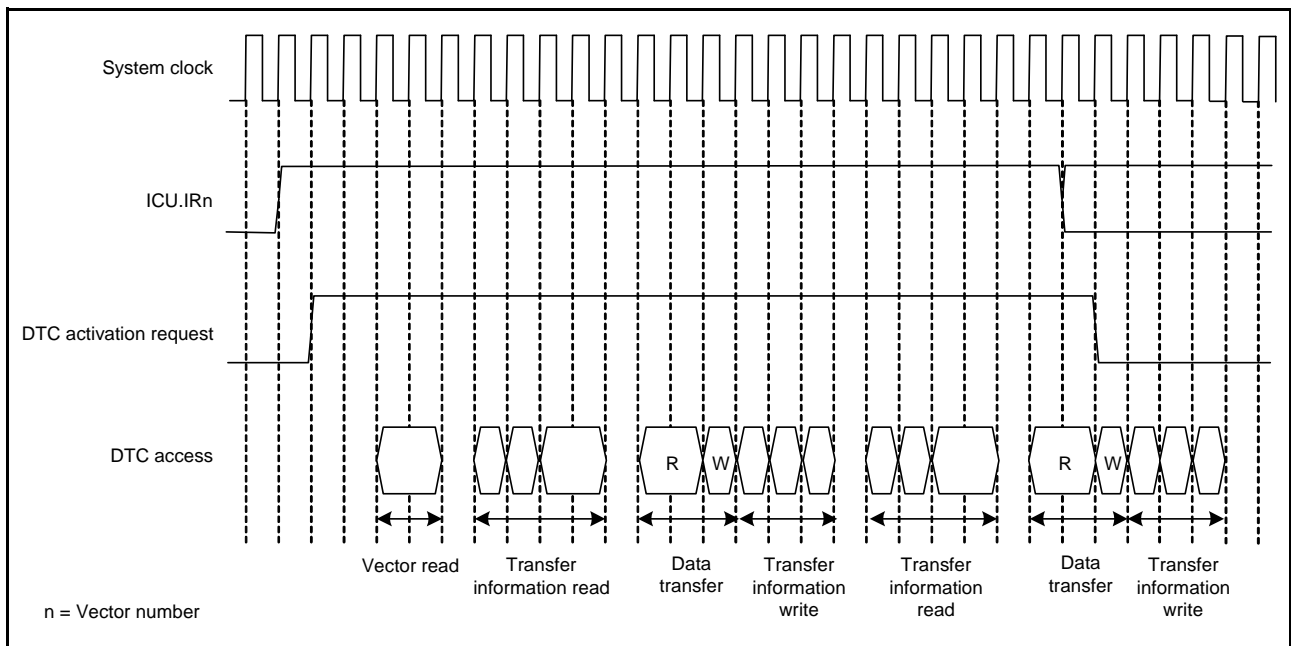 System clock
ICU.IRn
DTC activation request
DTC access
R
W
R
W
Vector read
Transfer
information read
Data
transfer
Transfer
information
write
Transfer
information
read
Data
transfer
Transfer
information
write
n = Vector number